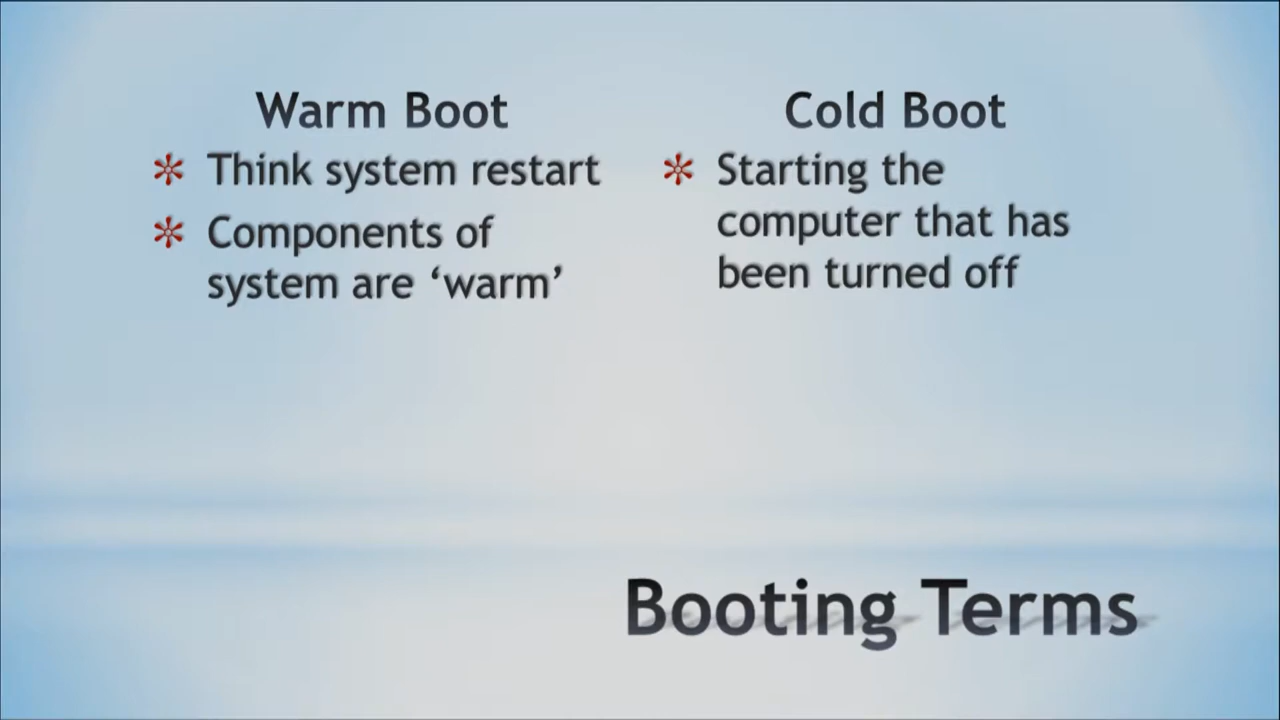 Warm Boot
Think system restart
Components of
system are ‘warm’
Cold Boot
Starting the
computer that has
been turned off
Booting Terms